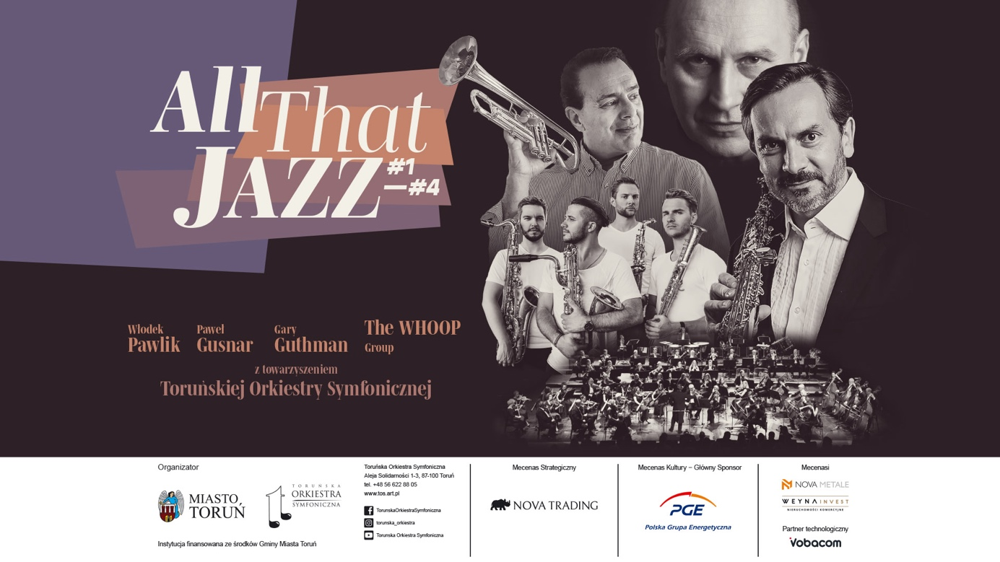 All That
JAZZ #1
—#4
Włodek
Pawlik
Paweł
Gusnar
Gary
Guthman
The WHOOP
Group
z towarzyszeniem
Toruńskiej Orkiestry Symfonicznej
Organizator
MIASTO
TORUŃ
TORUŃSKA
ORKIESTRA
SYMFONICZNA
Instytucja finansowana ze środków Gminy Miasta Toruń
Toruńska Orkiestra Symfoniczna
Aleja Solidarności 1-3, 87-100 Toruń
tel. +48 56 622 88 05
www.tos.art.pl
TorunskaOrkiestraSymfoniczna
torunska_orkiestra
Torunska Orkiestra Symfoniczna
Mecenas Strategiczny
NOVA TRADING
Mecenas Kultury – Główny Sponsor
PGE
Polska Grupa Energetyczna
Mecenasi
NOVA METALE
WEYNA INVEST
NIERUCHOMOŚCI KOMERCYJNE
Partner technologiczny
Vobacom